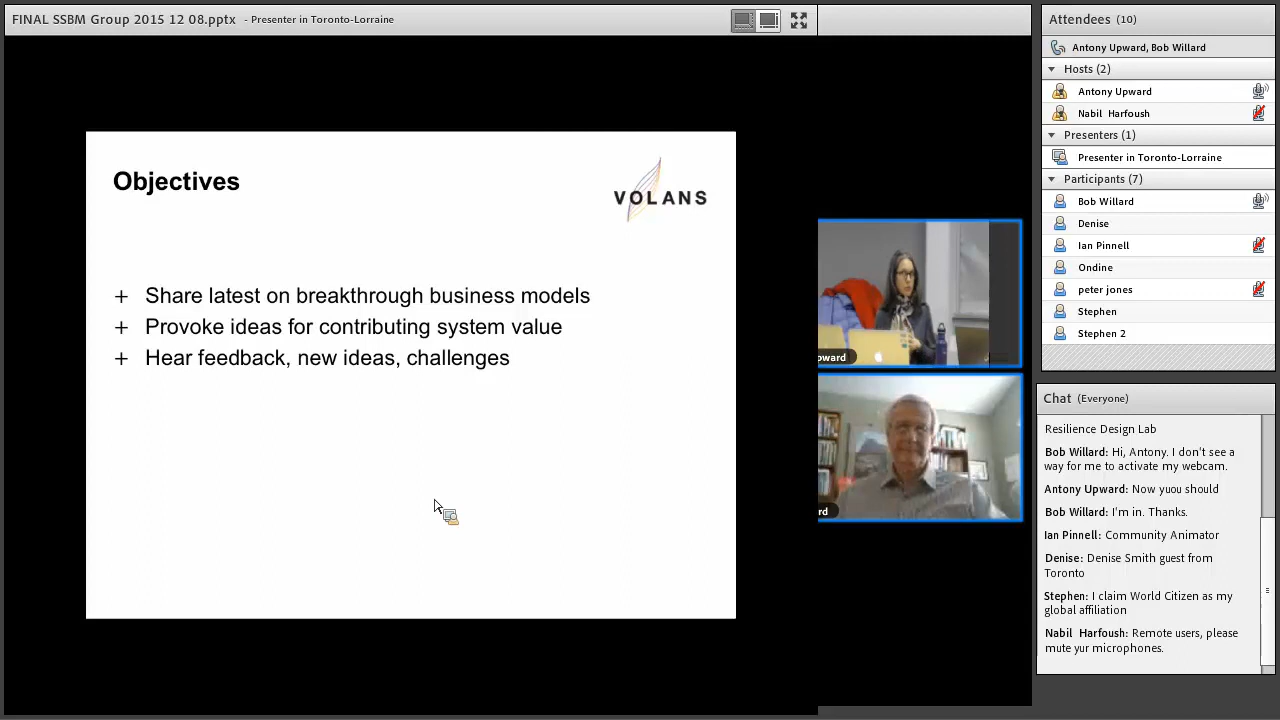 FINAL SSBM Group 2015 12 08.pptx - Presenter in Toronto-Lorraine
Objectives
VOLANS
+ Share latest on breakthrough business models
+ Provoke ideas for contributing system value
+ Hear feedback, new ideas, challenges
pward
rd
Attendees (10)
Antony Upward, Bob Willard
Hosts (2)
Antony Upward
Nabil Harfoush
Presenters (1)
Presenter in Toronto-Lorraine
Participants (7)
Bob Willard
Denise
Ian Pinnell
Ondine
peter jones
Stephen
Stephen 2
Chat (Everyone)
Resilience Design Lab
Bob Willard: Hi, Antony. I don't see a
way for me to activate my webcam.
Antony Upward: Now yuou should
Bob Willard: I'm in. Thanks.
Ian Pinnell: Community Animator
Denise: Denise Smith guest from
Toronto
Stephen: I claim World Citizen as my
global affiliation
Nabil Harfoush: Remote users, please
mute yur microphones.